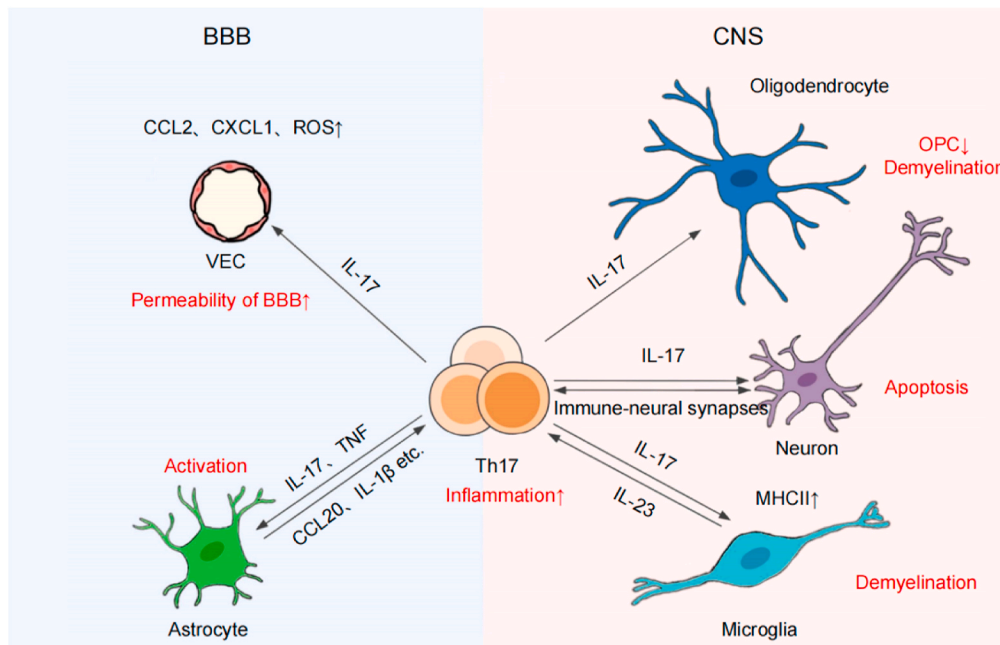 BBB
CNS
Oligodendrocyte
CCL2、CXCL1、ROS↑
OPC↓
Demyelination
VEC
IL-17
IL-17
Permeability of BBB↑
IL-17
Immune-neural synapses
Apoptosis
Neuron
IL-17、TNF
CCL20、IL-1β etc.
Activation
Th17
Inflammation↑
IL-17
IL-23
MHCII↑
Demyelination
Astrocyte
Microglia